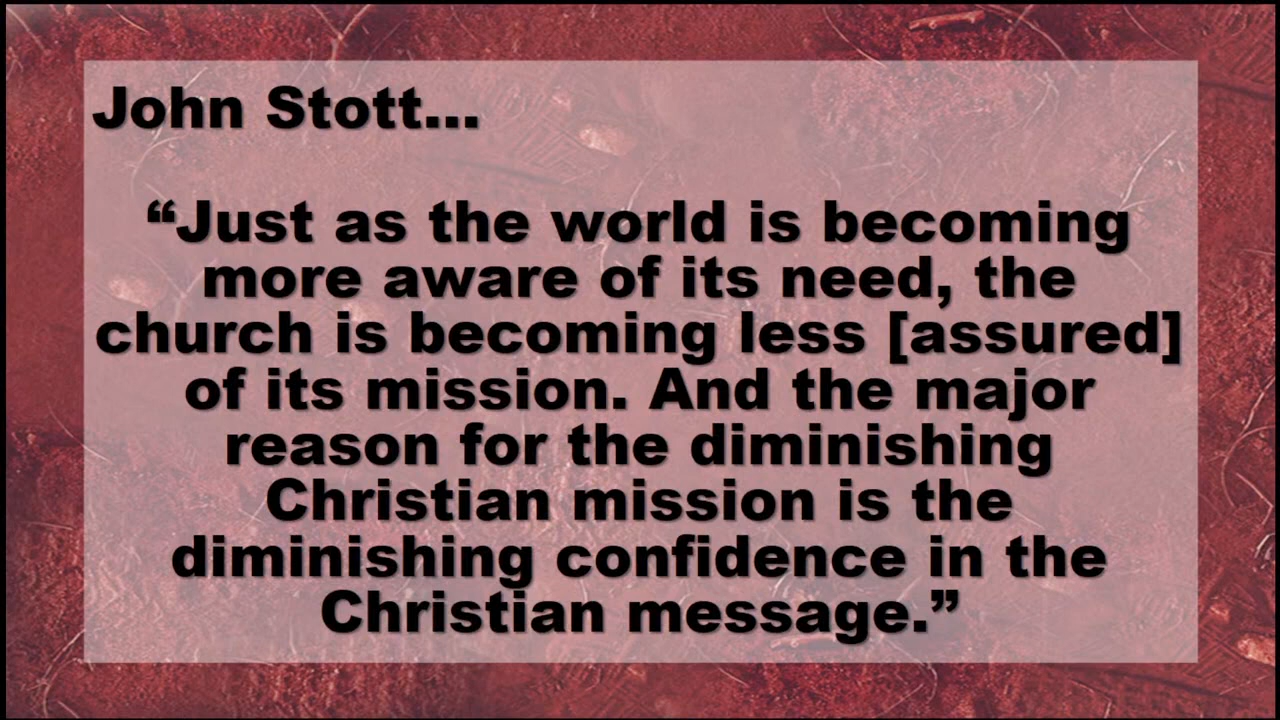 John Stott...
“Just as the world is becoming
more aware of its need, the
church is becoming less [assured]
of its mission. And the major
reason for the diminishing
Christian mission is the
diminishing confidence in the
Christian message.”